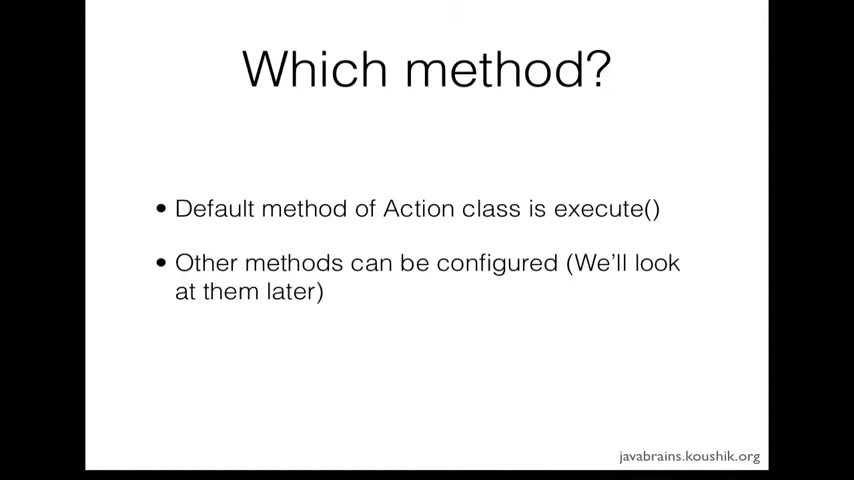 Which method?
• Default method of Action class is execute()
• Other methods can be configured (We'll look
at them later)
javabrains.koushik.org